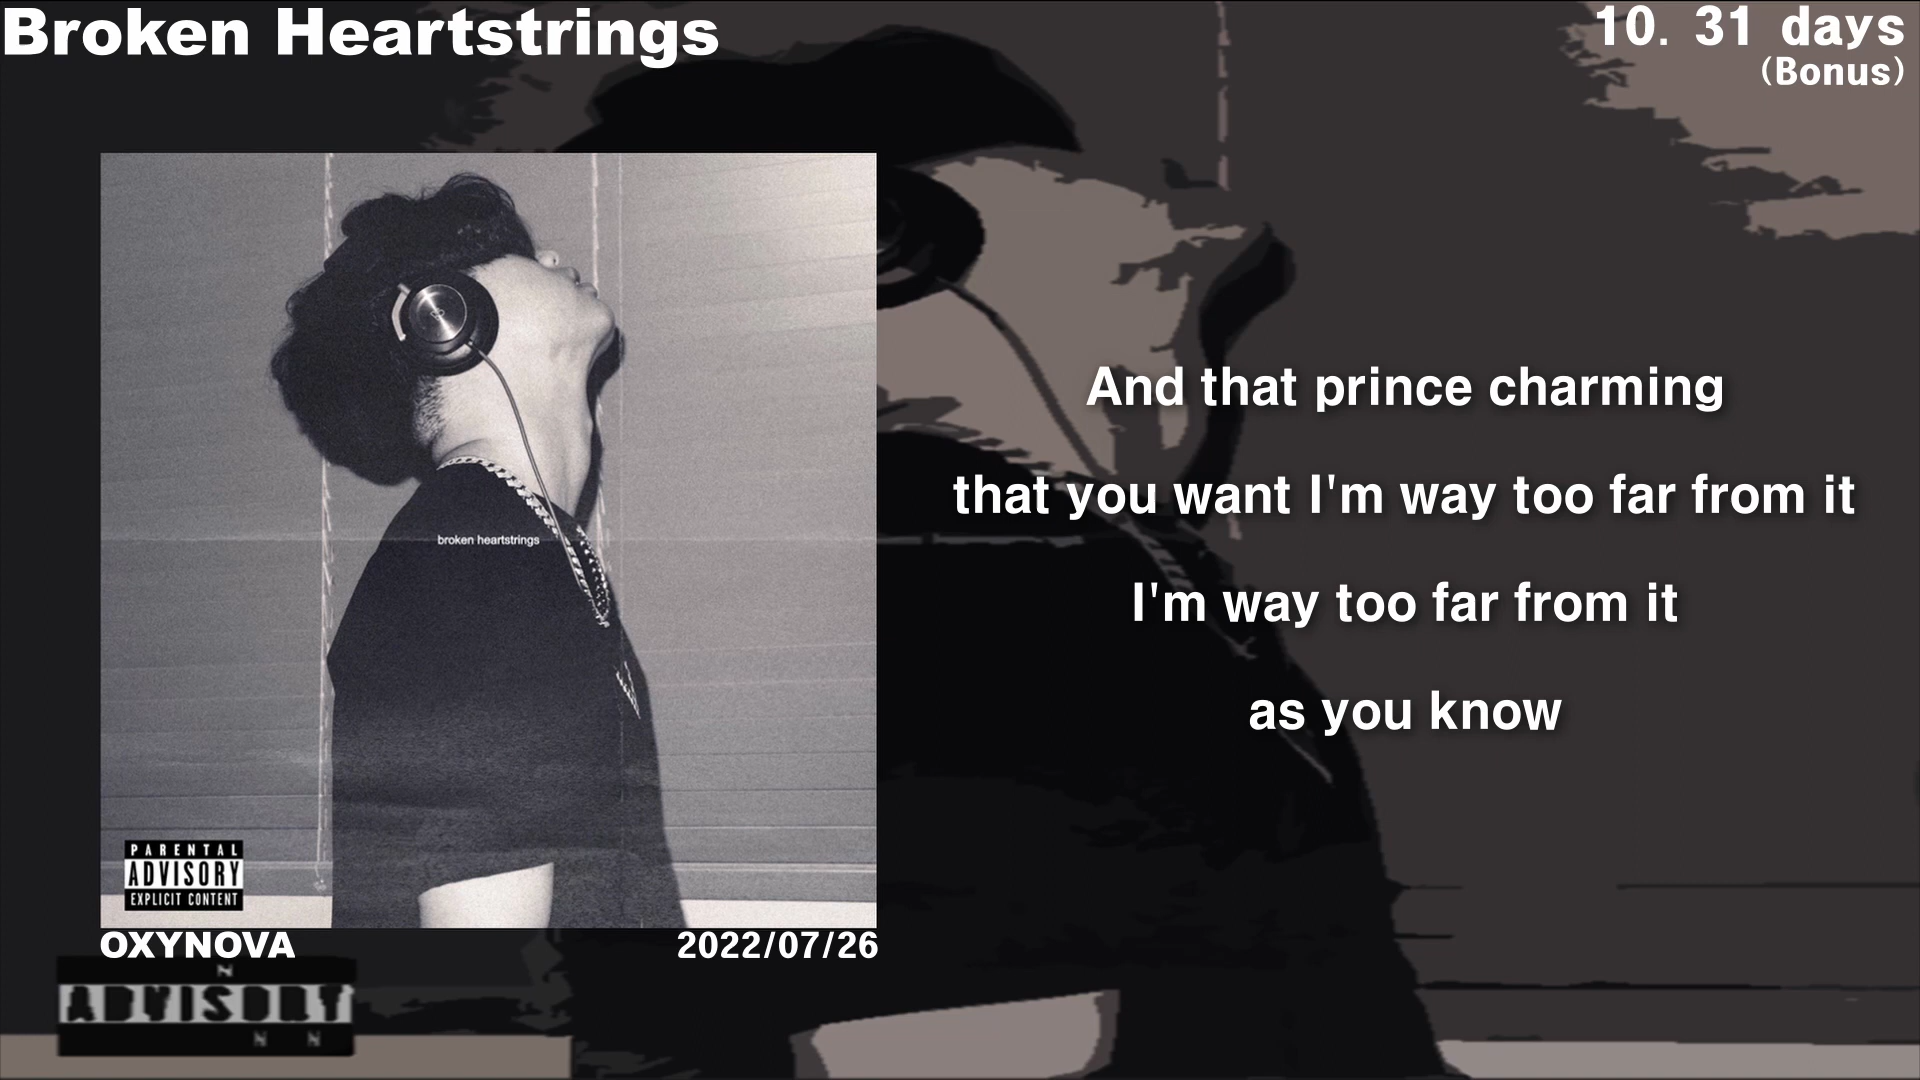 Broken Heartstrings
10. 31 days
(Bonus)
broken heartstrings
PARENTAL
ADVISORY
EXPLICIT CONTENT
And that prince charming
that you want I'm way too far from it
I'm way too far from it
as you know
OXYNOVA
2022/07/26
ADVISORY